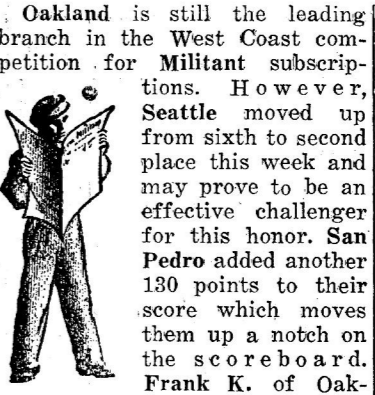 Oakland is still the leading
branch in the West Coast com-
petition for Militant subscrip-
tions. However,
Seattle moved up
from sixth to second
place this week and
may prove to be an
effective challenger
for this honor. San
Pedro added another
130 points to their
score which moves
them up a notch on
the scoreboard.
Frank K. of Oak-
Militant